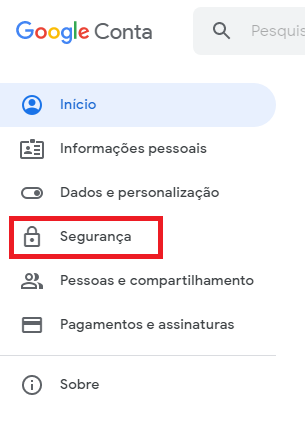 Google Conta
Pesquis
Início
Informações pessoais
Dados e personalização
Segurança
Pessoas e compartilhamento
Pagamentos e assinaturas
Sobre